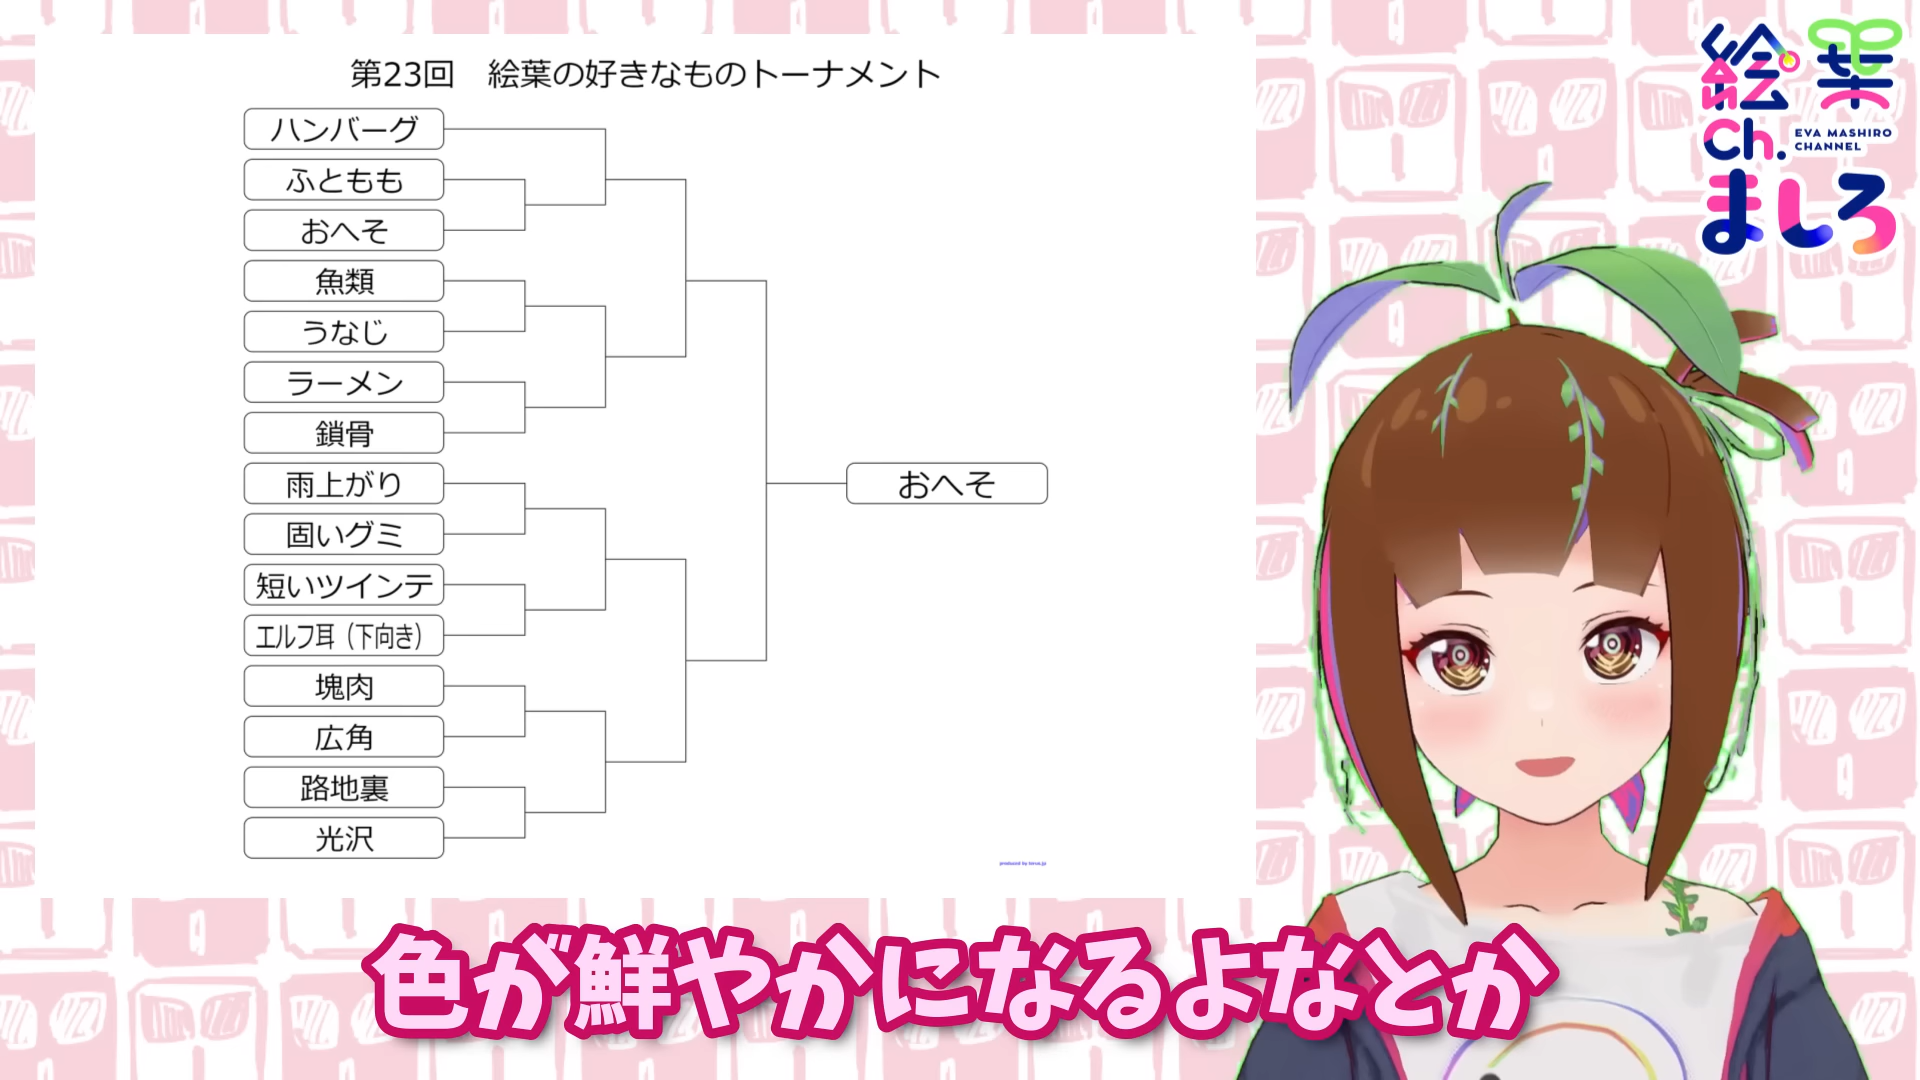 第23回　絵葉の好きなものトーナメント
ハンバーグ
ふともも
おへそ
魚類
うなじ
ラーメン
鎖骨
雨上がり
固いグミ
短いツインテ
エルフ耳（下向き）
塊肉
広角
路地裏
光沢
おへそ
絵葉
Ch.
EVA MASHIRO
CHANNEL
ましろ
色が鮮やかになるよなとか